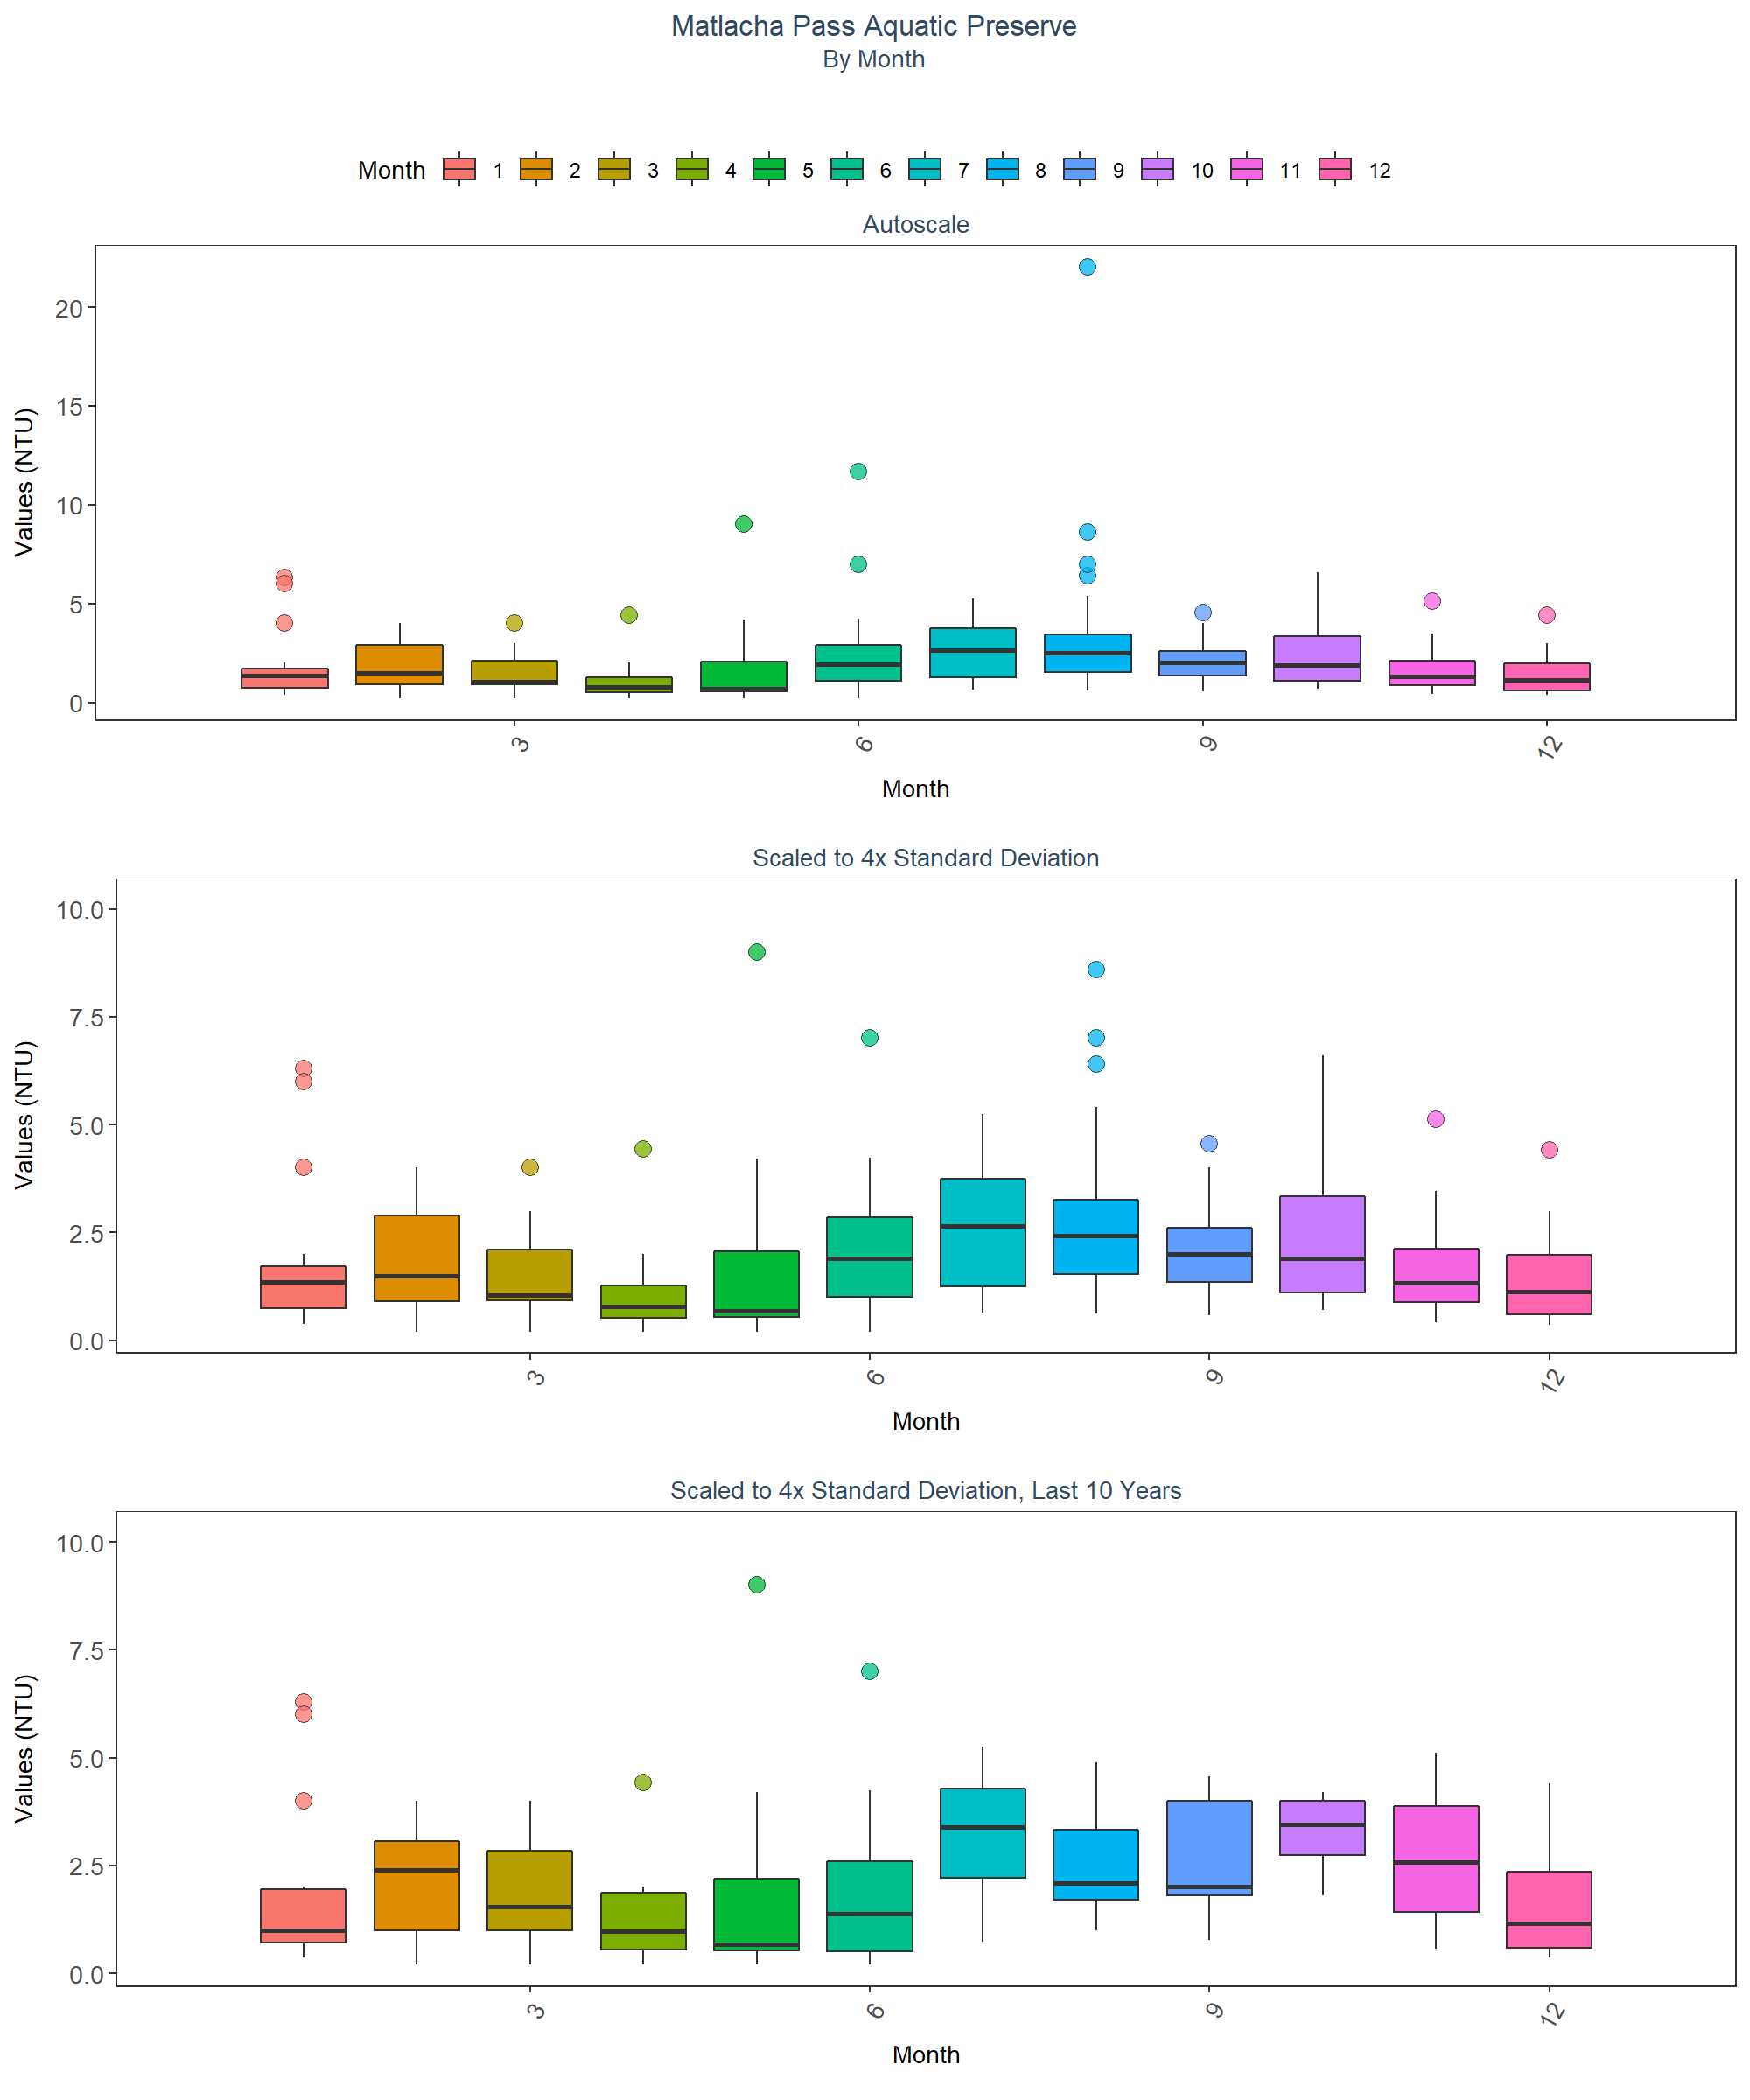 Matlacha Pass Aquatic Preserve
By Month
Month 1 2 3 4 5 6 7 8 9 10 11 12
Autoscale
Values (NTU)
20
15
10
5
0
3 6 9 12
Month
Scaled to 4x Standard Deviation
Values (NTU)
10.0
7.5
5.0
2.5
0.0
3 6 9 12
Month
Scaled to 4x Standard Deviation, Last 10 Years
Values (NTU)
10.0
7.5
5.0
2.5
0.0
3 6 9 12
Month